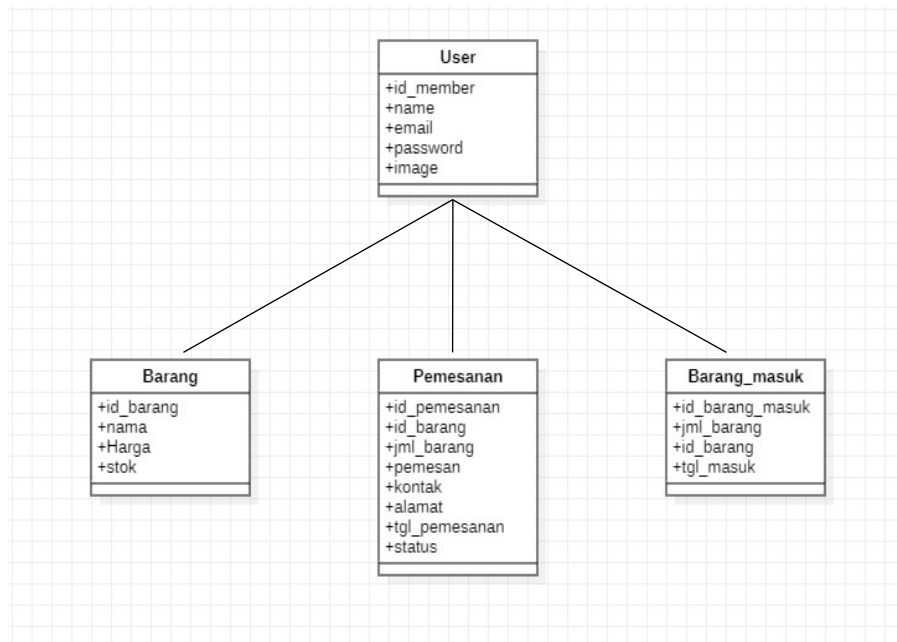 User
+id_member
+name
+email
+password
+image
Barang
+id_barang
+nama
+Harga
+stok
Pemesanan
+id_pemesanan
+id_barang
+jml_barang
+pemesan
+kontak
+alamat
+tgl_pemesanan
+status
Barang_masuk
+id_barang_masuk
+jml_barang
+id_barang
+tgl_masuk